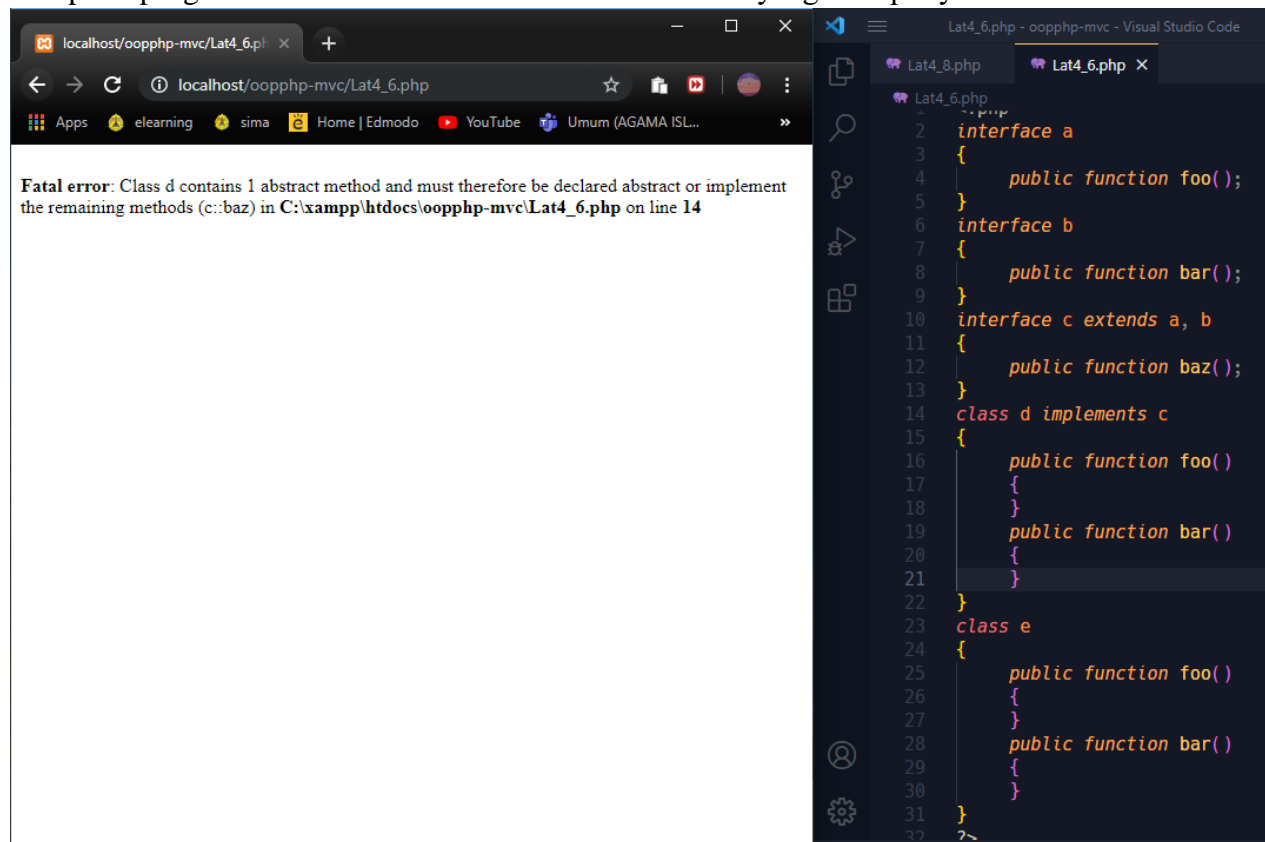 localhost/oopphp-mvc/Lat4_6.ph
localhost/oopphp-mvc/Lat4_6.php
Apps elearning sima Home | Edmodo YouTube Umum (AGAMA ISL... »
Fatal error: Class d contains 1 abstract method and must therefore be declared abstract or implement
the remaining methods (c::baz) in C:\xampp\htdocs\oopphp-mvc\Lat4_6.php on line 14
Lat4_6.php - oopphp-mvc - Visual Studio Code
Lat4_8.php Lat4_6.php
Lat4_6.php
1 <?php
2 interface a
3 {
4 public function foo();
5 }
6 interface b
7 {
8 public function bar();
9 }
10 interface c extends a, b
11 {
12 public function baz();
13 }
14 class d implements c
15 {
16 public function foo()
17 {
18 }
19 public function bar()
20 {
21 }
22 }
23 class e
24 {
25 public function foo()
26 {
27 }
28 public function bar()
29 {
30 }
31 }
32 ?>